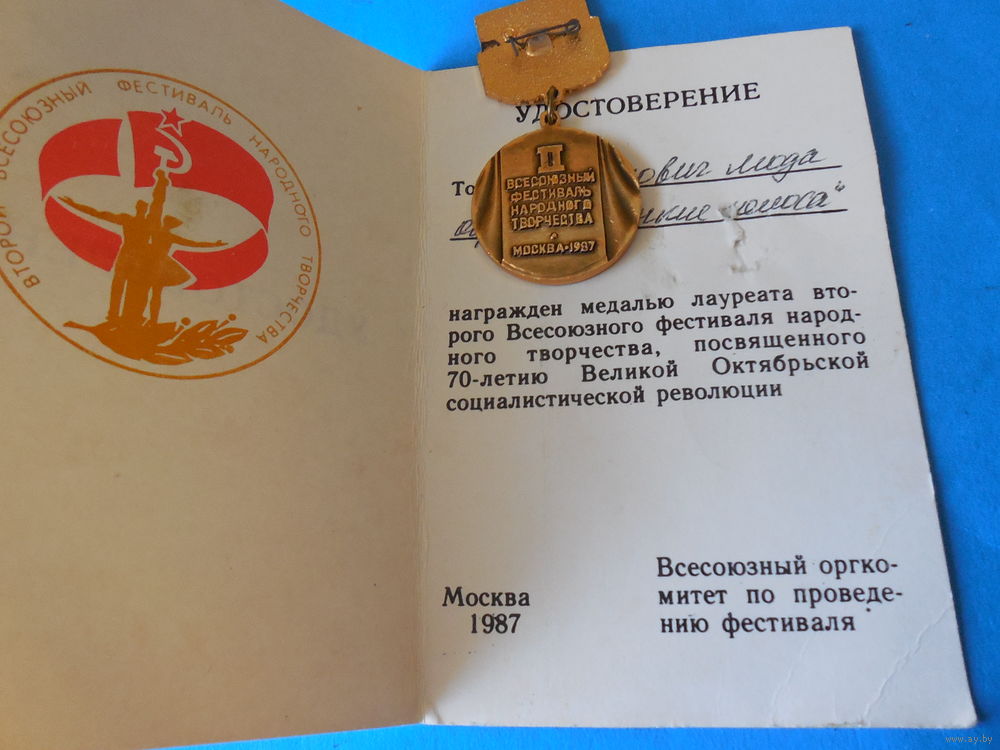 ВТОРОЙ ВСЕСОЮЗНЫЙ ФЕСТИВАЛЬ НАРОДНОГО ТВОРЧЕСТВА
УДОСТОВЕРЕНИЕ
II
ВСЕСОЮЗНЫЙ
ФЕСТИВАЛЬ
НАРОДНОГО
ТВОРЧЕСТВА
МОСКВА-1987
То
награжден медалью лауреата вто-
рого Всесоюзного фестиваля народ-
ного творчества, посвященного
70-летию Великой Октябрьской
социалистической революции
Москва
1987
Всесоюзный оргко-
митет по проведе-
нию фестиваля
www.ay.by